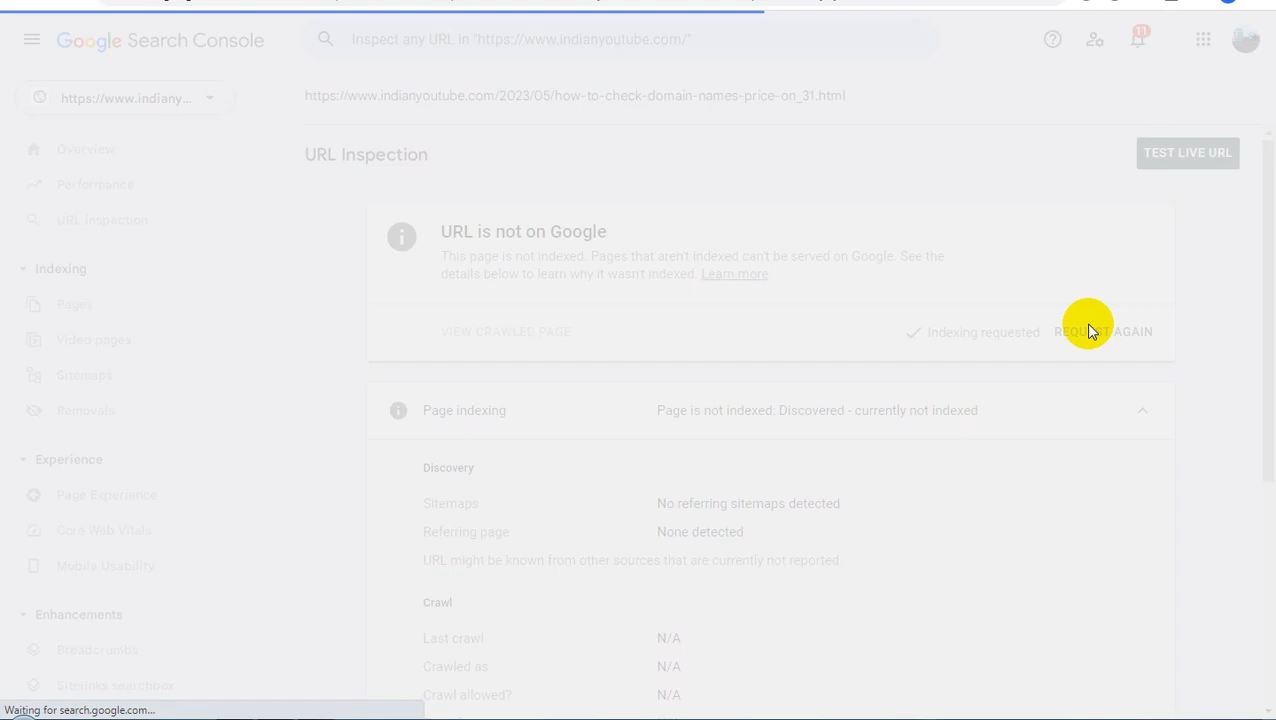 Google Search Console
Inspect any URL in "https://www.indianyoutube.com/"
11
https://www.indiany...
https://www.indianyoutube.com/2023/05/how-to-check-domain-names-price-on_31.html
Overview
Performance
URL inspection
Indexing
Pages
Video pages
Sitemaps
Removals
Experience
Page Experience
Core Web Vitals
Mobile Usability
Enhancements
Breadcrumbs
Sitelinks searchbox
URL Inspection
TEST LIVE URL
URL is not on Google
This page is not indexed. Pages that aren't indexed can't be served on Google. See the
details below to learn why it wasn't indexed. Learn more
VIEW CRAWLED PAGE
Indexing requested
REQUEST AGAIN
Page indexing
Page is not indexed: Discovered - currently not indexed
Discovery
Sitemaps No referring sitemaps detected
Referring page None detected
URL might be known from other sources that are currently not reported
Crawl
Last crawl N/A
Crawled as N/A
Crawl allowed? N/A
Waiting for search.google.com...